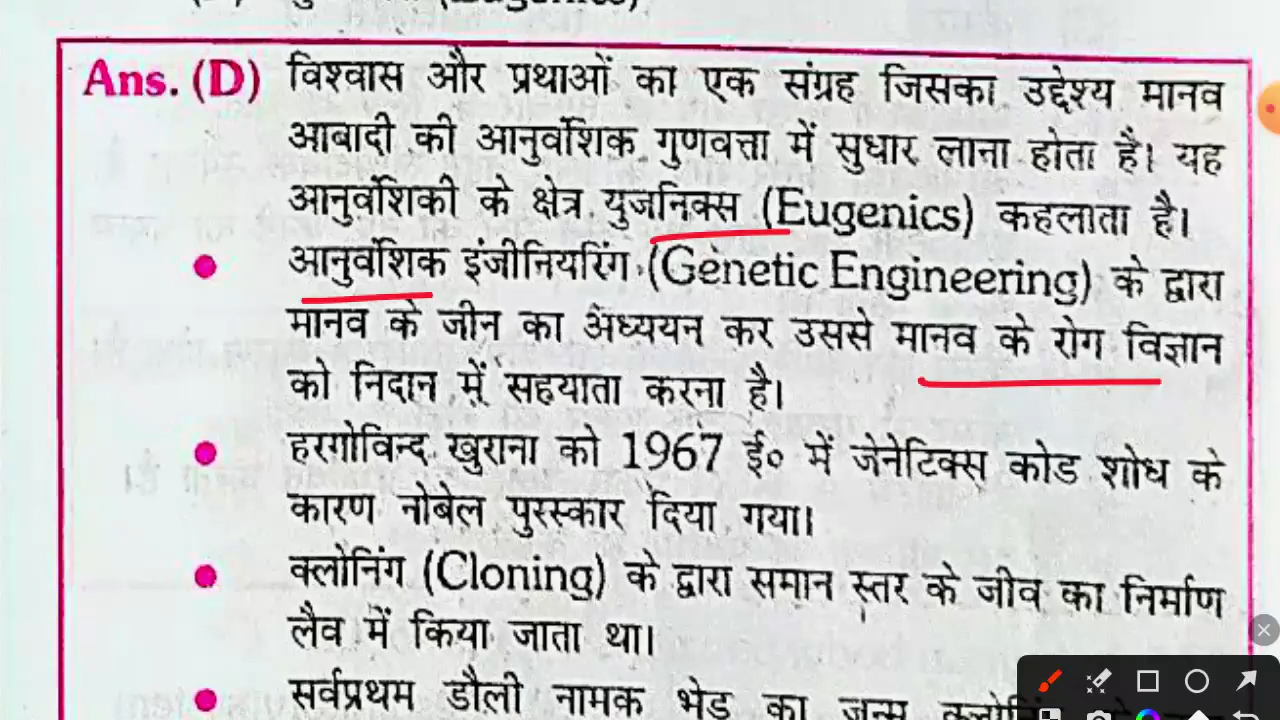 (Eugenics)
Ans. (D) विश्वास और प्रथाओं का एक संग्रह जिसका उद्देश्य मानव
आबादी की आनुवंशिक गुणवत्ता में सुधार लाना होता है। यह
आनुवंशिकी के क्षेत्र युजनिक्स (Eugenics) कहलाता है।
आनुवंशिक इंजीनियरिंग (Genetic Engineering) के द्वारा
मानव के जीन का अध्ययन कर उससे मानव के रोग विज्ञान
को निदान में सहयाता करना है।
हरगोविन्द खुराना को 1967 ई० में जेनेटिक्स कोड शोध के
कारण नोबेल पुरस्कार दिया गया।
क्लोनिंग (Cloning) के द्वारा समान स्तर के जीव का निर्माण
लैव में किया जाता था।
सर्वप्रथम डौली नामक भेड़ का जन्म